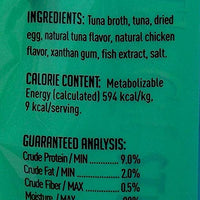 INGREDIENTS: Tuna broth, tuna, dried
egg, natural tuna flavor, natural chicken
flavor, xanthan gum, fish extract, salt.
CALORIE CONTENT: Metabolizable
Energy (calculated) 594 kcal/kg,
9 kcal/serving.
GUARANTEED ANALYSIS:
Crude Protein / MIN ..... 9.0%
Crude Fat / MIN ........... 2.0%
Crude Fiber / MAX ........ 0.5%
Moisture / MAX